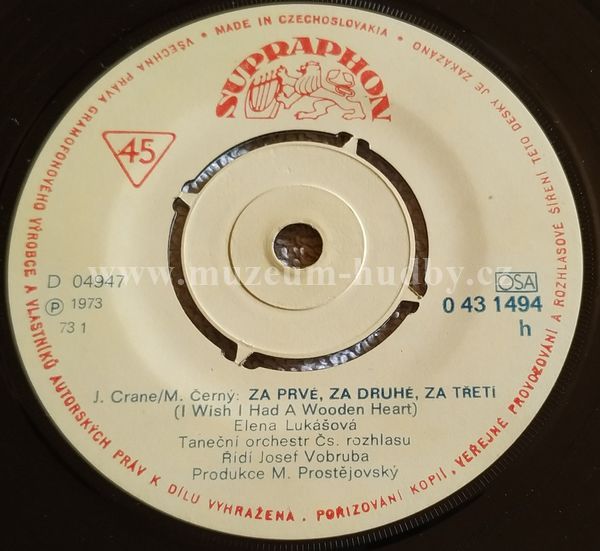 VŠECHNA PRÁVA GRAMOFONOVÉHO VÝROBCE A VLASTNÍKŮ AUTORSKÝCH PRÁV K DÍLU VYHRAŽENA. POŘIZOVÁNÍ KOPIÍ, VEŘEJNÉ PROVOZOVÁNÍ A ROZHLASOVÉ ŠÍŘENÍ TÉTO DESKY JE ZAKÁZÁNO • MADE IN CZECHOSLOVAKIA •
SUPRAPHON
45
www.muzeum-hudby.cz
D 04947
℗ 1973
73 1
OSA
0 43 1494
h
J. Crane/M. Černý: ZA PRVÉ, ZA DRUHÉ, ZA TŘETÍ
(I Wish I Had A Wooden Heart)
Elena Lukášová
Taneční orchestr Čs. rozhlasu
Řídí Josef Vobruba
Produkce M. Prostějovský